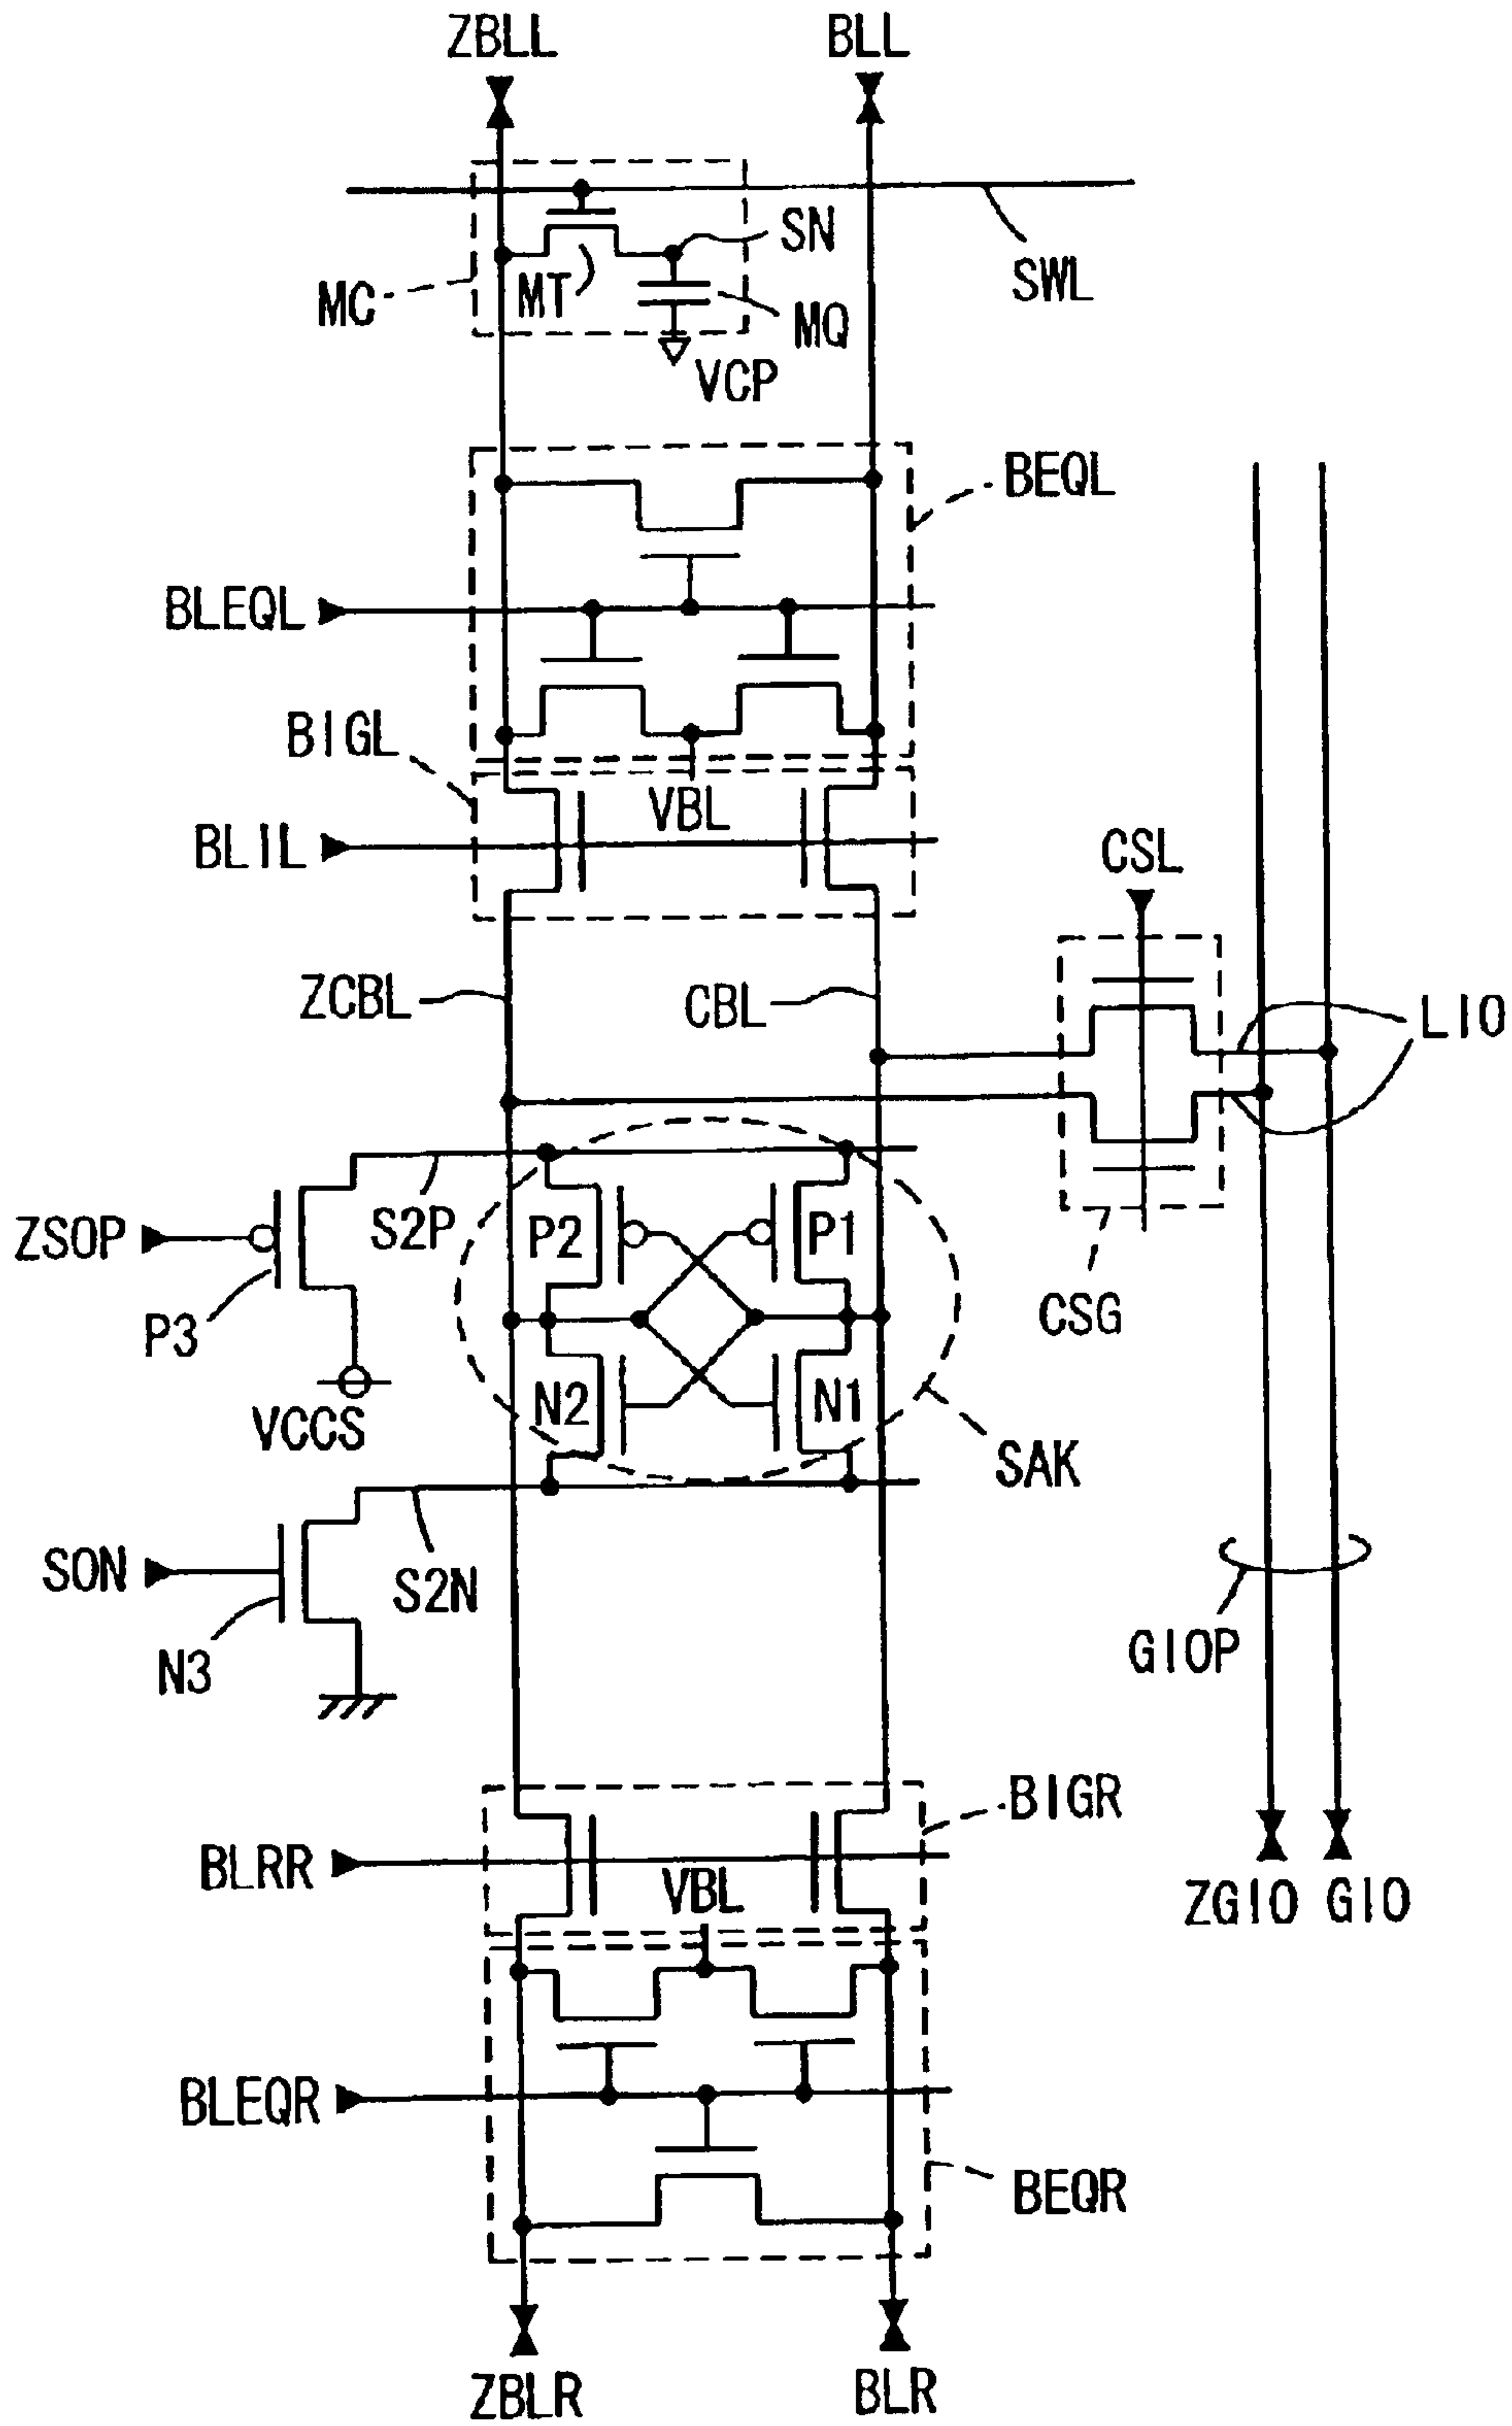 ZBLL BLL
SN
MT
SWL
MC
MQ
VCP
BEQL
BLEQL
BIGL
VBL
BLIL
CSL
ZCBL
CBL
LIO
S2P
P2
P1
ZSOP
CSG
P3
N2
N1
VCCS
SAK
SON
S2N
GIOP
N3
BIGR
BLRR
VBL
ZGIO GIO
BLEQR
BEQR
ZBLR BLR